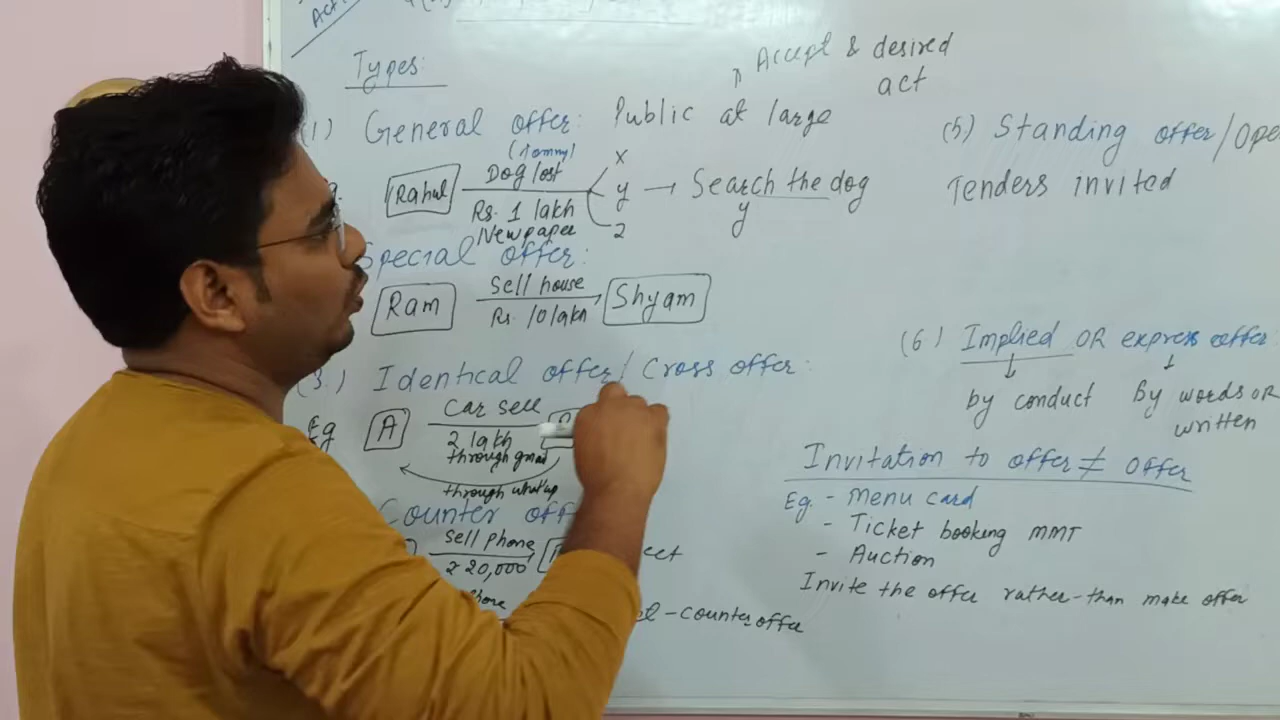 Types:
Accept & desired
act
(1) General offer: Public at large
(Tommy)
Rahul Dog lost x
Rs. 1 lakh y → Search the dog
Newpaper z y
Special offer:
Ram Sell house Shyam
Rs. 10 lakh
(3.) Identical offer / Cross offer:
Eg A Car sell
2 lakh
through gmail
through whatup
Counter off
Sell phone
20,000
- counter offer
(5) Standing offer / Ope
Tenders invited
(6) Implied OR express offer:
by conduct By words OR
written
Invitation to offer ≠ Offer
Eg. - Menu card
- Ticket booking MMT
- Auction
Invite the offer rather-than make offer